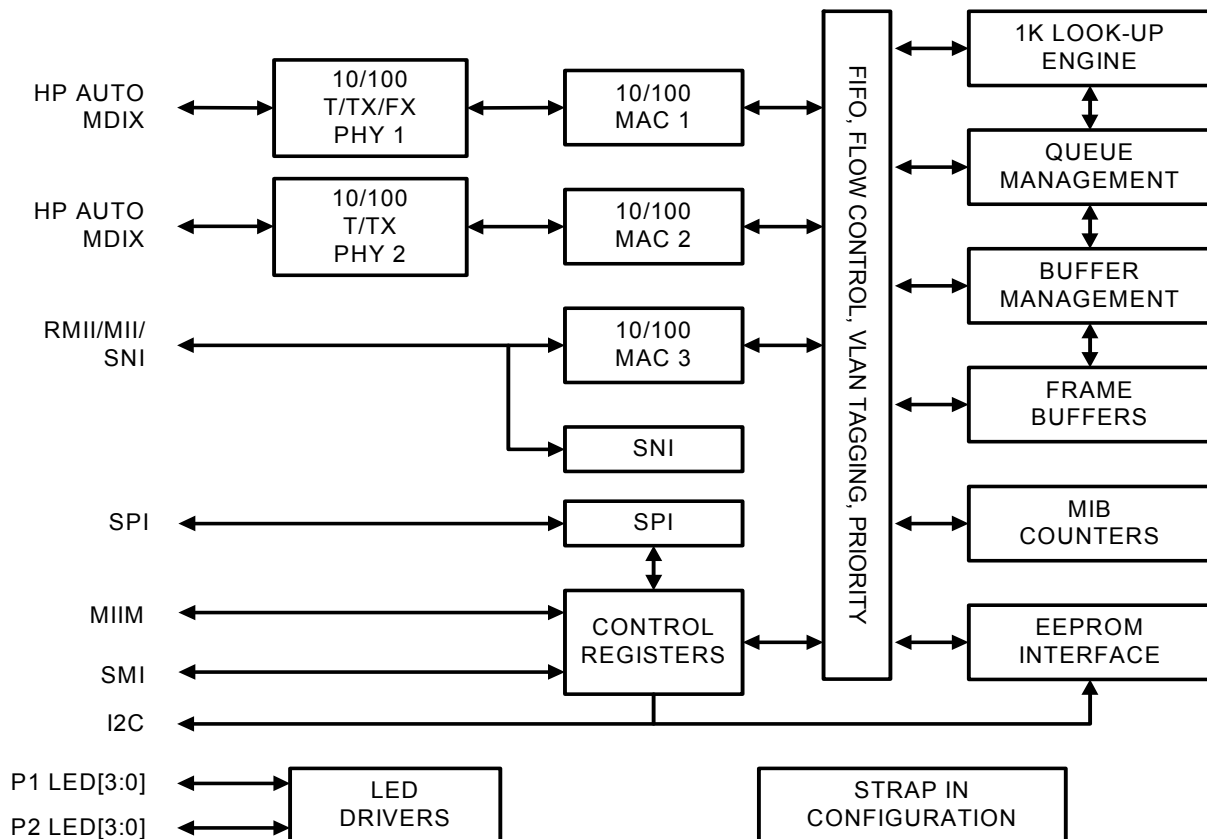 HP AUTO
MDIX
10/100
T/TX/FX
PHY 1
10/100
MAC 1
HP AUTO
MDIX
10/100
T/TX
PHY 2
10/100
MAC 2
RMII/MII/
SNI
10/100
MAC 3
SNI
SPI
SPI
MIIM
SMI
CONTROL
REGISTERS
I2C
P1 LED[3:0]
P2 LED[3:0]
LED
DRIVERS
FIFO, FLOW CONTROL, VLAN TAGGING, PRIORITY
1K LOOK-UP
ENGINE
QUEUE
MANAGEMENT
BUFFER
MANAGEMENT
FRAME
BUFFERS
MIB
COUNTERS
EEPROM
INTERFACE
STRAP IN
CONFIGURATION